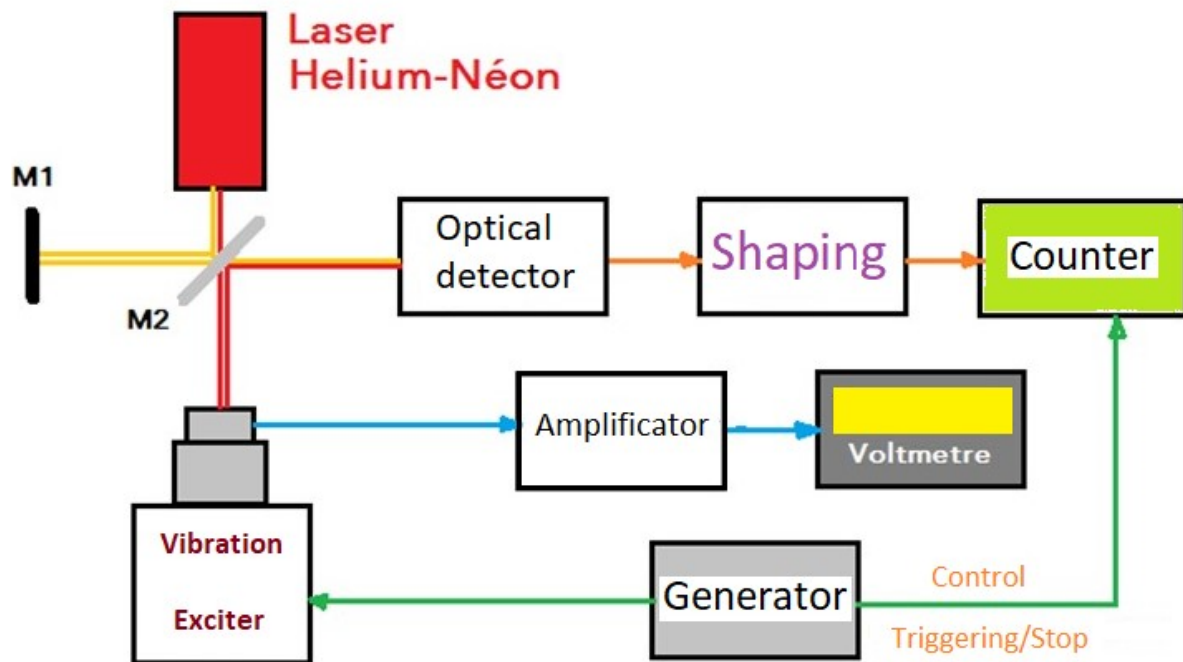 Laser
Helium-Néon
M1
M2
Optical
detector
Shaping
Counter
Amplificator
Voltmetre
Vibration
Exciter
Generator
Control
Triggering/Stop